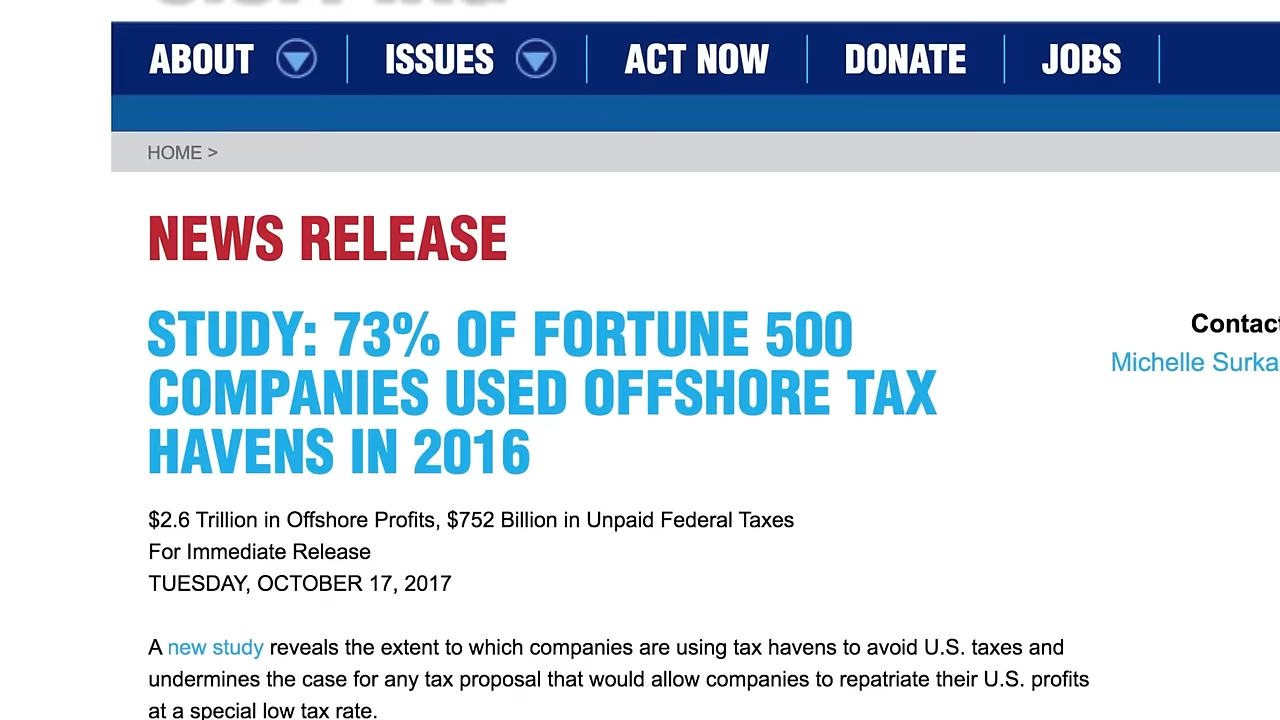 ABOUT ISSUES ACT NOW DONATE JOBS
HOME >
NEWS RELEASE
STUDY: 73% OF FORTUNE 500
COMPANIES USED OFFSHORE TAX
HAVENS IN 2016
Contact
Michelle Surka
$2.6 Trillion in Offshore Profits, $752 Billion in Unpaid Federal Taxes
For Immediate Release
TUESDAY, OCTOBER 17, 2017
A new study reveals the extent to which companies are using tax havens to avoid U.S. taxes and
undermines the case for any tax proposal that would allow companies to repatriate their U.S. profits
at a special low tax rate.